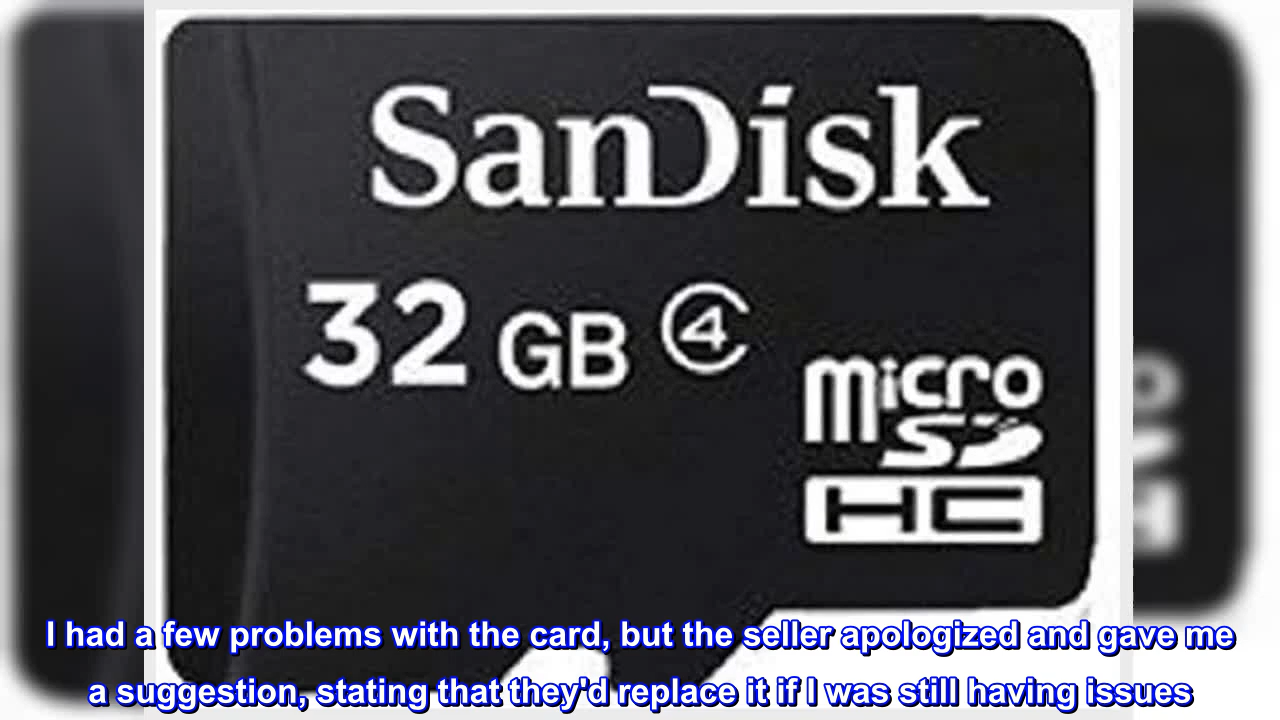 SanDisk
32 GB 4
micro
SD
HC
I had a few problems with the card, but the seller apologized and gave me
a suggestion, stating that they'd replace it if I was still having issues